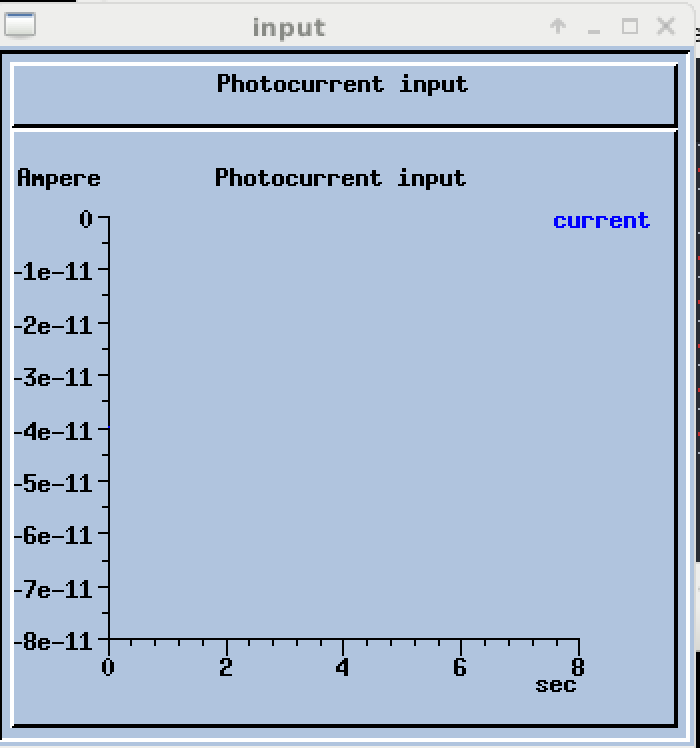 input
Photocurrent input
Ampere
Photocurrent input
current
0
-1e-11
-2e-11
-3e-11
-4e-11
-5e-11
-6e-11
-7e-11
-8e-11
0 2 4 6 8
sec